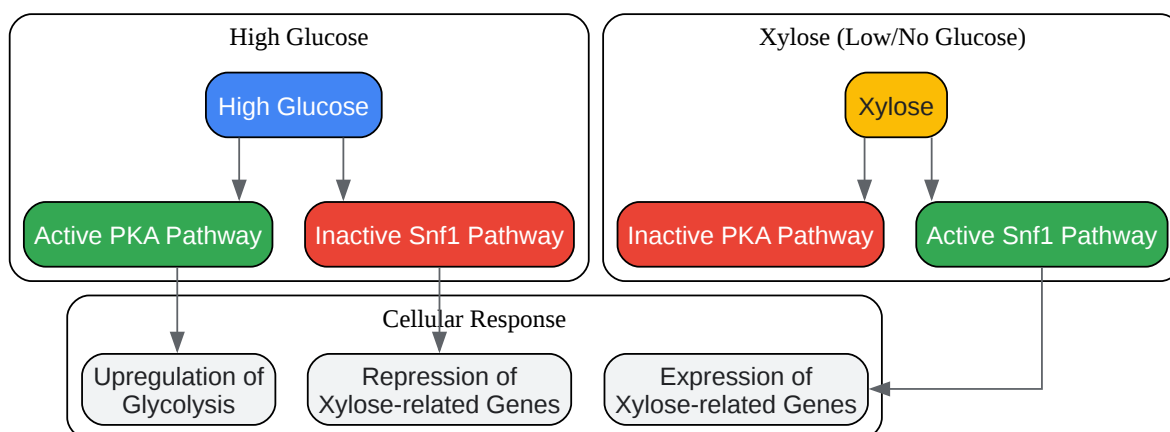 High Glucose
Xylose (Low/No Glucose)
High Glucose
Xylose
Active PKA Pathway
Inactive Snf1 Pathway
Inactive PKA Pathway
Active Snf1 Pathway
Cellular Response
Upregulation of
Glycolysis
Repression of
Xylose-related Genes
Expression of
Xylose-related Genes